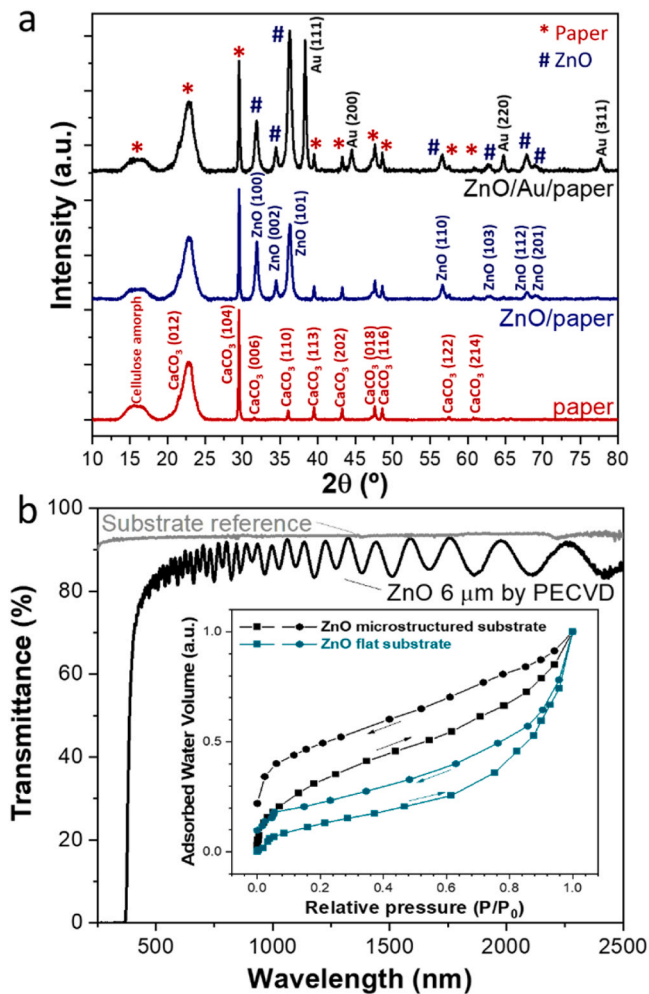 a
* Paper
# ZnO
Intensity (a.u.)
* * * # # # Au (111) * * Au (200) * * # * * # Au (220) # # Au (311)
ZnO/Au/paper
ZnO (100)
ZnO (002)
ZnO (101)
ZnO (110)
ZnO (103)
ZnO (112)
ZnO (201)
ZnO/paper
Cellulose amorph
CaCO3 (012)
CaCO3 (104)
CaCO3 (006)
CaCO3 (110)
CaCO3 (113)
CaCO3 (202)
CaCO3 (018)
CaCO3 (116)
CaCO3 (122)
CaCO3 (214)
paper
10 15 20 25 30 35 40 45 50 55 60 65 70 75 80
2θ (º)
b
Transmittance (%)
100
80
60
40
20
0
Substrate reference
ZnO 6 µm by PECVD
ZnO microstructured substrate
ZnO flat substrate
Adsorbed Water Volume (a.u.)
1.0
0.5
0.0
0.0 0.2 0.4 0.6 0.8 1.0
Relative pressure (P/P0)
500 1000 1500 2000 2500
Wavelength (nm)